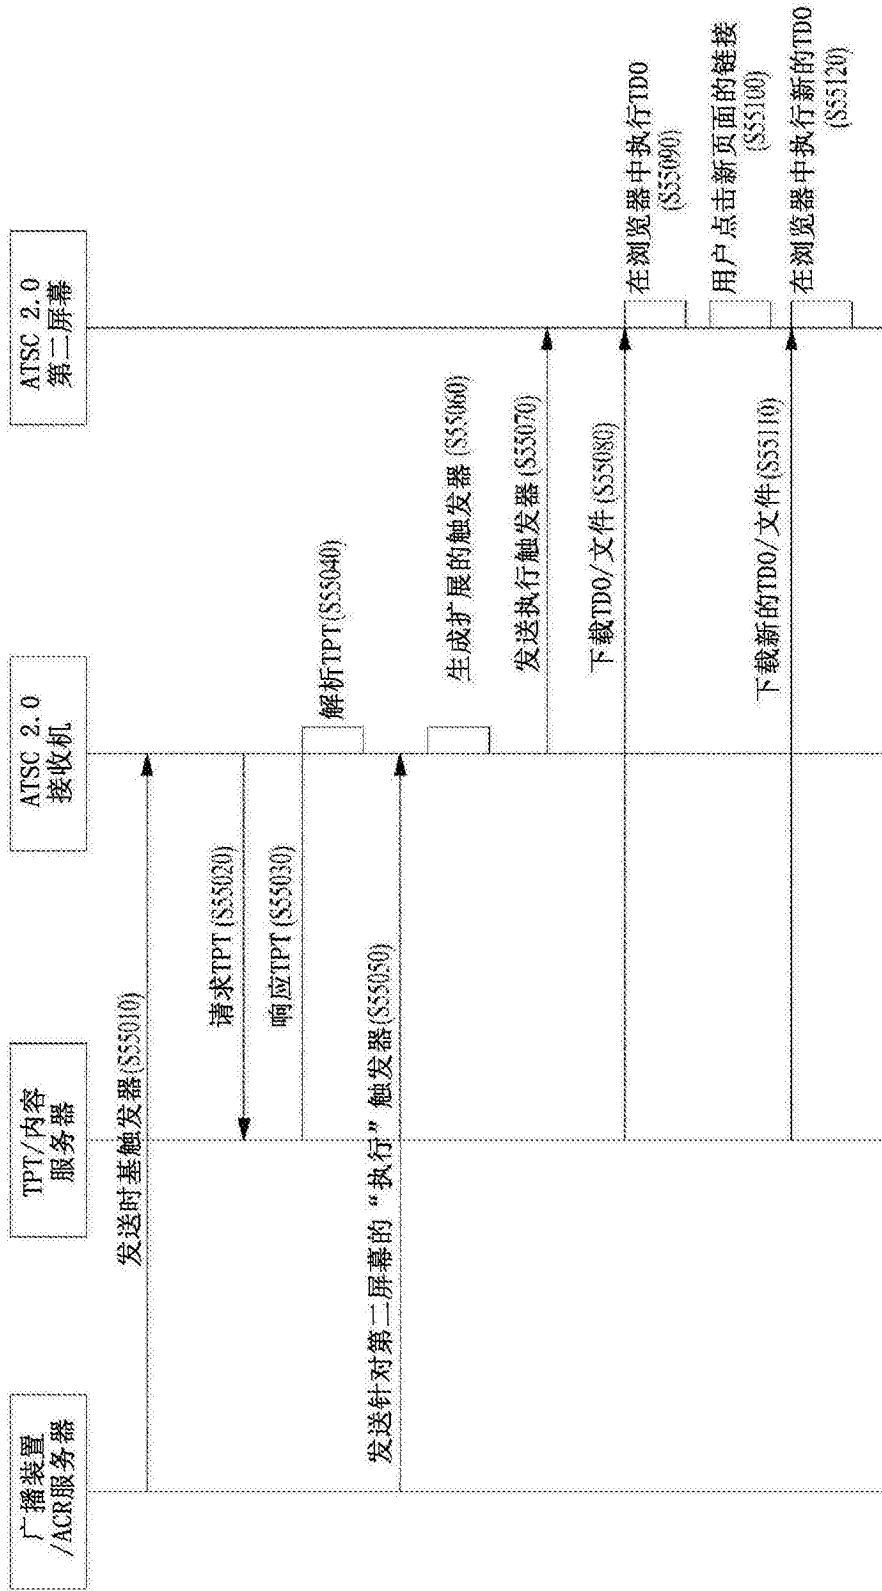 广播装置
/ACR服务器
TPT/内容
服务器
ATSC 2.0
接收机
ATSC 2.0
第二屏幕
发送时基触发器(S55010)
请求TPT(S55020)
响应TPT(S55030)
解析TPT(S55040)
发送针对第二屏幕的“执行”触发器(S55050)
生成扩展的触发器(S55060)
发送执行触发器(S55070)
下载TDO/文件(S55080)
在浏览器中执行TDO
(S55090)
用户点击新页面的链接
(S55100)
下载新的TDO/文件(S55110)
在浏览器中执行新的TDO
(S55120)